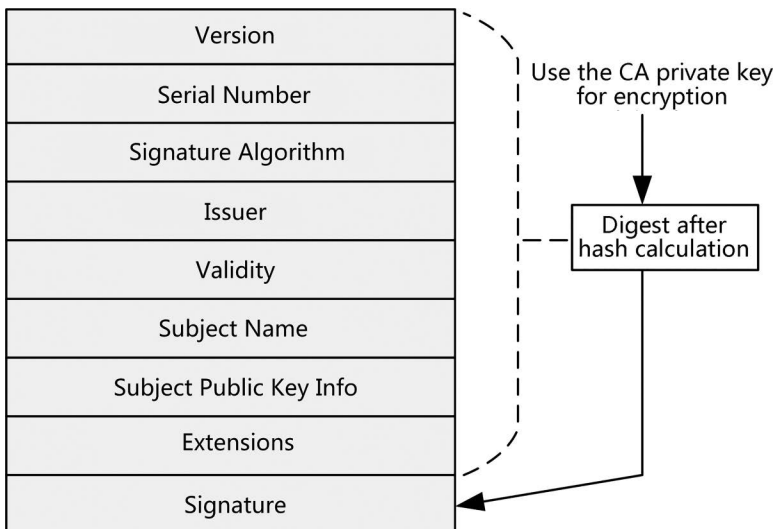 Version
Serial Number
Signature Algorithm
Issuer
Validity
Subject Name
Subject Public Key Info
Extensions
Signature
Use the CA private key
for encryption
Digest after
hash calculation